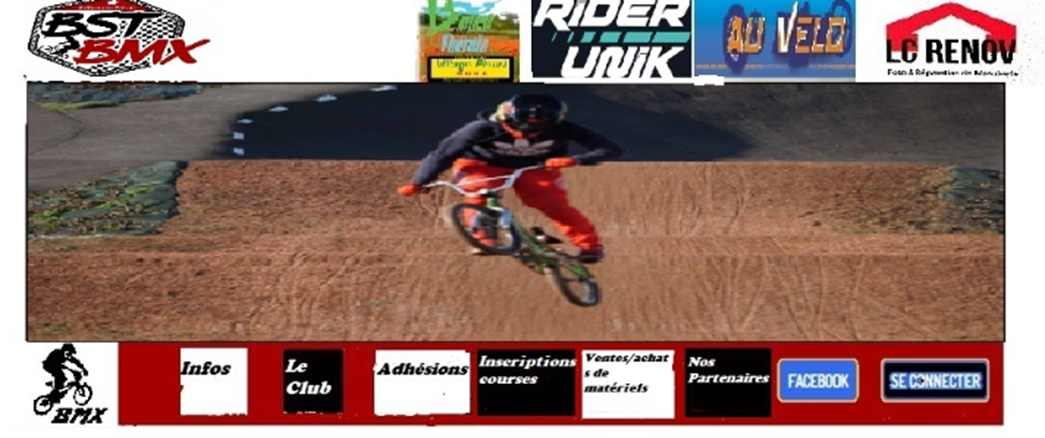 BST
BMX
RIDER
UNIK
AU VELO
LC RENOV
Infos
Le
Club
Adhésions
Inscriptions
courses
Ventes/achat
s de
matériels
Nos
Partenaires
FACEBOOK
SE CONNECTER
BMX